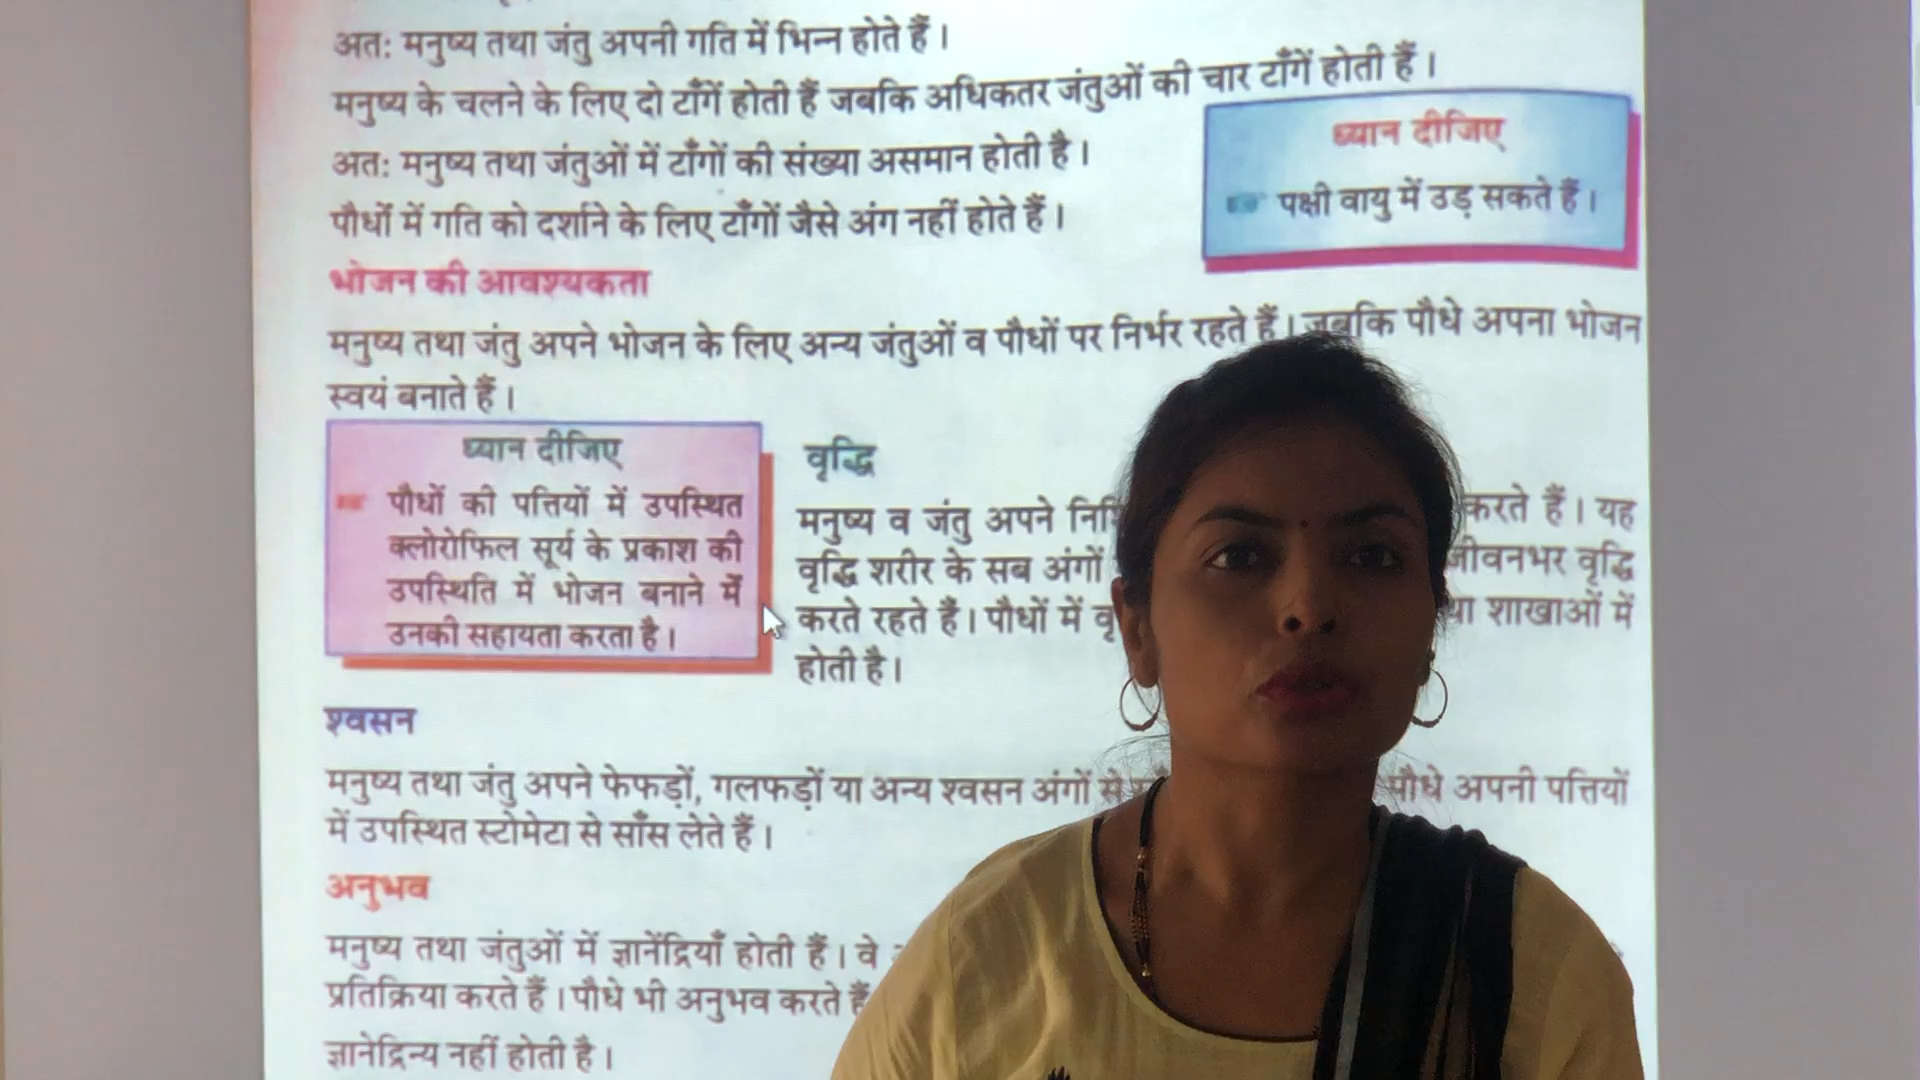 अतः मनुष्य तथा जंतु अपनी गति में भिन्न होते हैं।
मनुष्य के चलने के लिए दो टाँगें होती हैं जबकि अधिकतर जंतुओं की चार टाँगें होती हैं।
अतः मनुष्य तथा जंतुओं में टाँगों की संख्या असमान होती है।
पौधों में गति को दर्शाने के लिए टाँगों जैसे अंग नहीं होते हैं।
ध्यान दीजिए
पक्षी वायु में उड़ सकते हैं।
भोजन की आवश्यकता
मनुष्य तथा जंतु अपने भोजन के लिए अन्य जंतुओं व पौधों पर निर्भर रहते हैं। जबकि पौधे अपना भोजन
स्वयं बनाते हैं।
ध्यान दीजिए
पौधों की पत्तियों में उपस्थित
क्लोरोफिल सूर्य के प्रकाश की
उपस्थिति में भोजन बनाने में
उनकी सहायता करता है।
वृद्धि
मनुष्य व जंतु अपने करते हैं। यह
वृद्धि शरीर के सब अंगों जीवनभर वृद्धि
करते रहते हैं। पौधों में शाखाओं में
होती है।
श्वसन
मनुष्य तथा जंतु अपने फेफड़ों, गलफड़ों या अन्य श्वसन अंगों से पौधे अपनी पत्तियों
में उपस्थित स्टोमेटा से साँस लेते हैं।
अनुभव
मनुष्य तथा जंतुओं में ज्ञानेंद्रियाँ होती हैं। वे
प्रतिक्रिया करते हैं। पौधे भी अनुभव करते हैं
ज्ञानेद्रिन्य नहीं होती है।